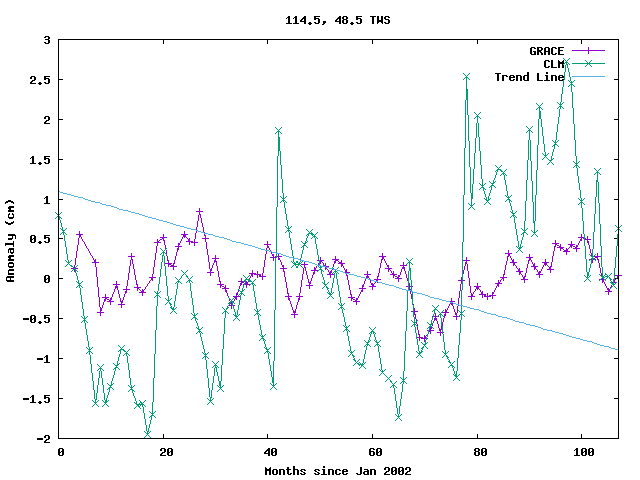 114.5, 48.5 TWS
GRACE
CLM
Trend Line
3
2.5
2
1.5
1
0.5
0
-0.5
-1
-1.5
-2
Anomaly (cm)
0 20 40 60 80 100
Months since Jan 2002